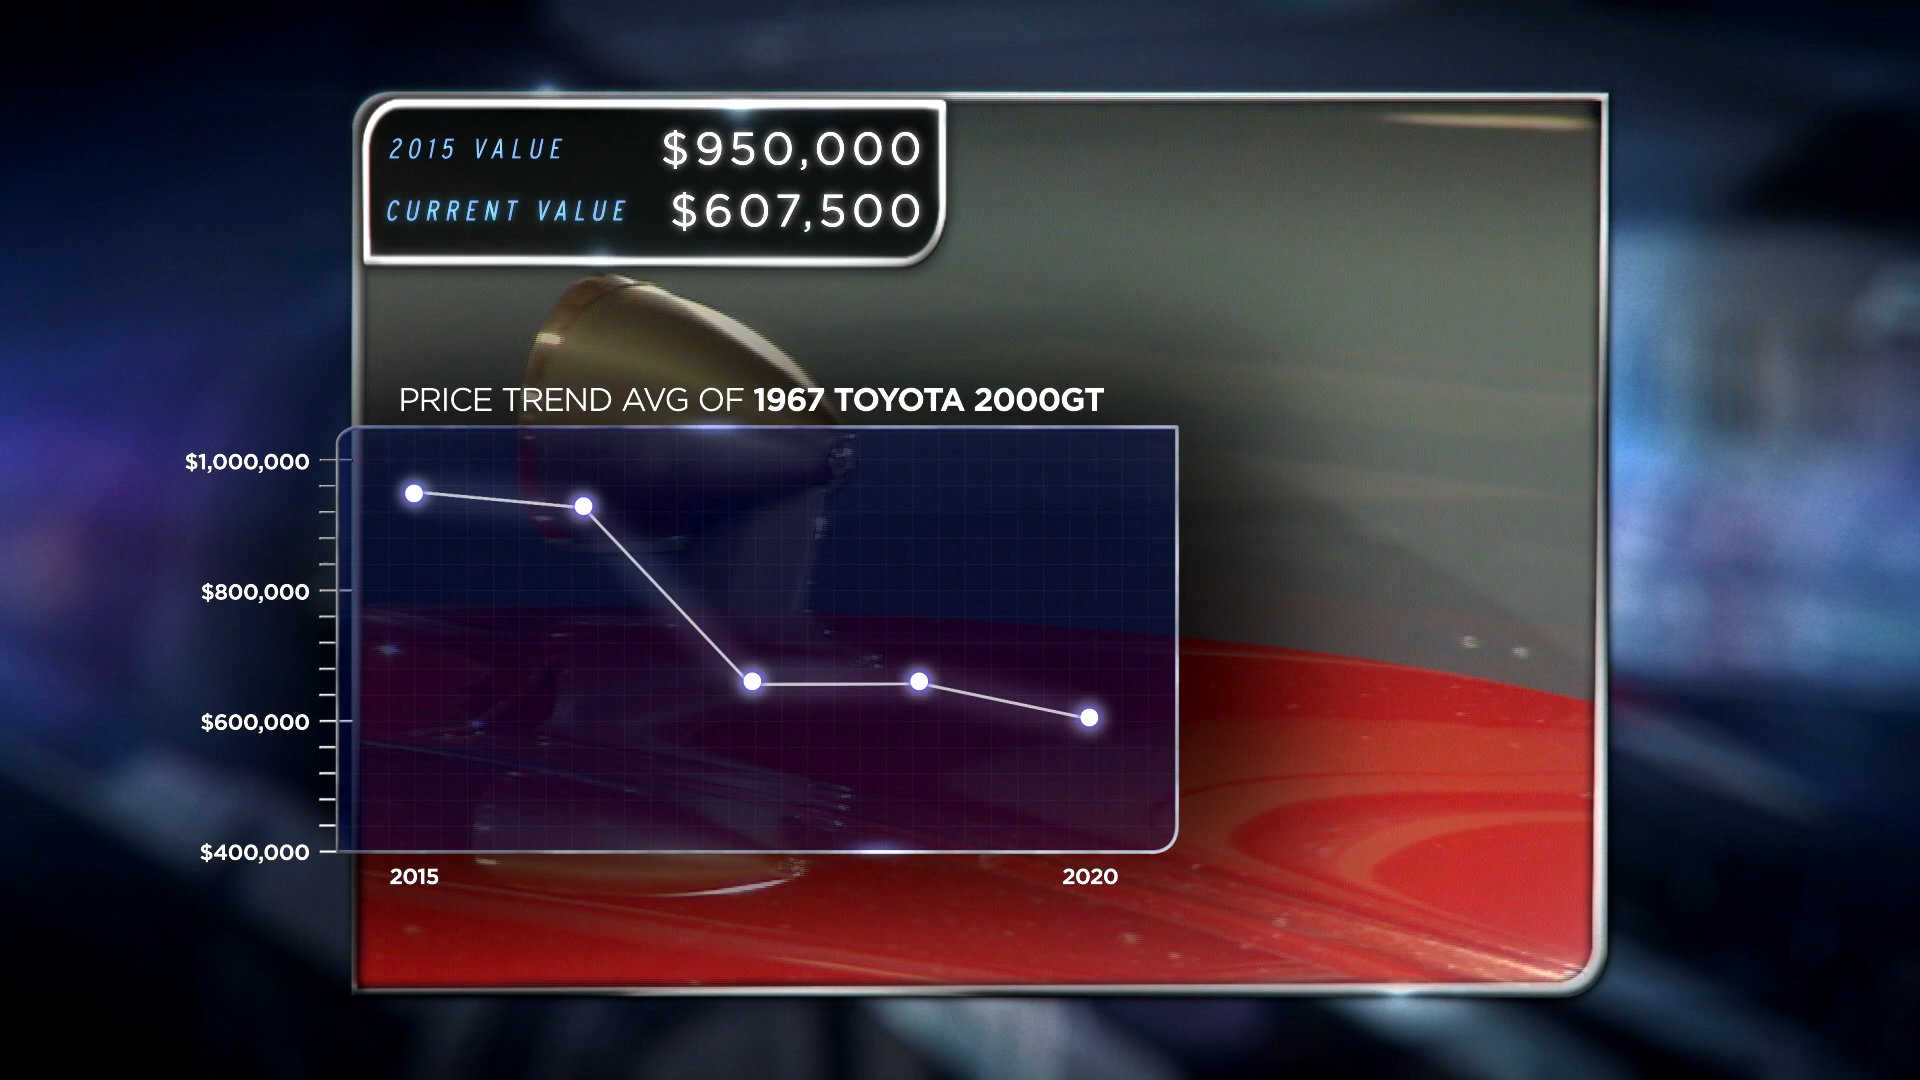 2015 VALUE $950,000
CURRENT VALUE $607,500
PRICE TREND AVG OF 1967 TOYOTA 2000GT
$1,000,000
$800,000
$600,000
$400,000
2015 2020